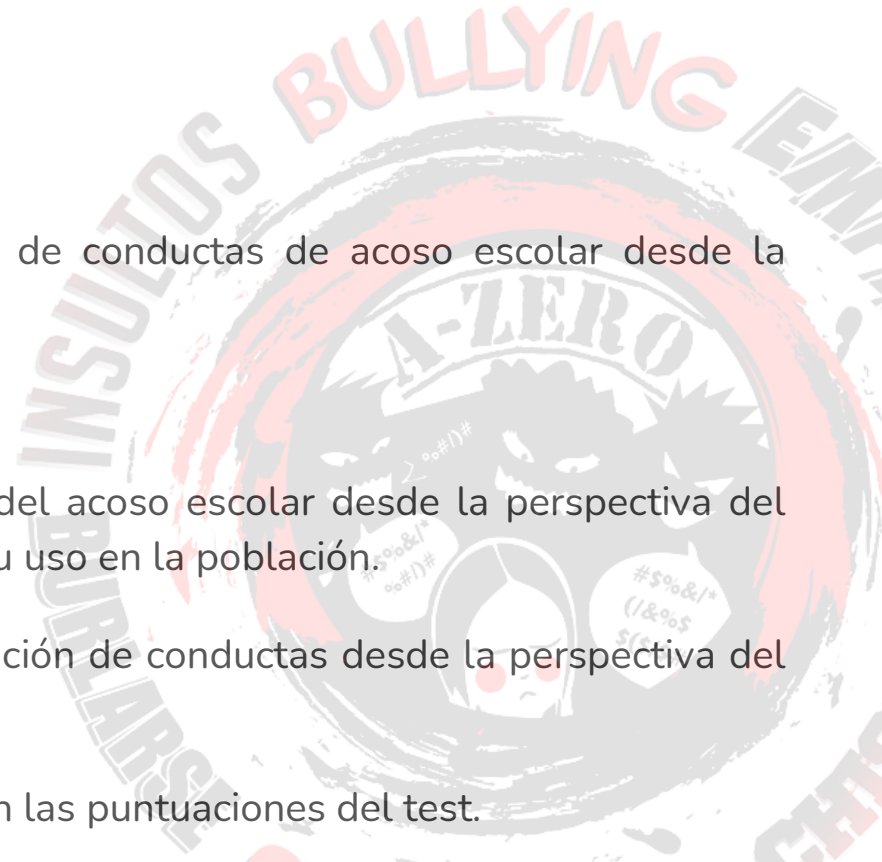 BULLYING
INSULTOS
de conductas de acoso escolar desde la
A-ZERO
%#!)#
del acoso escolar desde la perspectiva del
uso en la población.
#$%&/*
%#!)#
#$%&/*
(/&%$
BURLARSE
de conductas desde la perspectiva del
las puntuaciones del test.